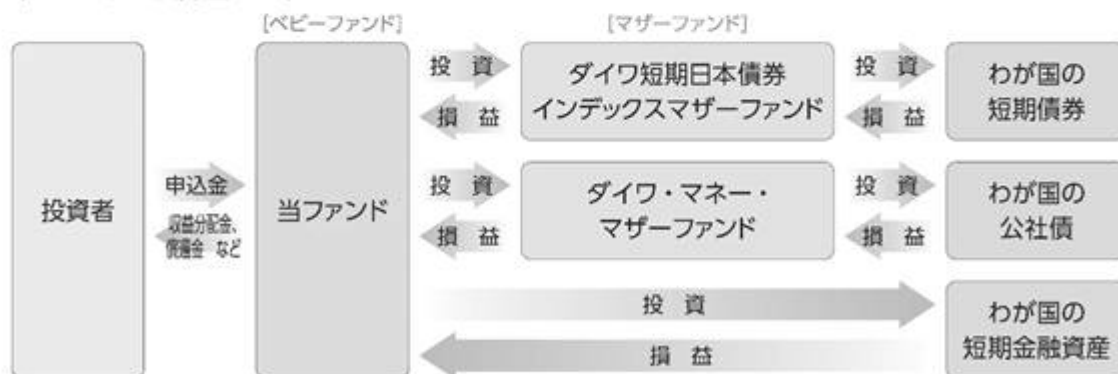 [ベビーファンド]
[マザーファンド]
投資者
申込金
収益分配金、
償還金 など
当ファンド
投 資
損 益
ダイワ短期日本債券
インデックスマザーファンド
投 資
損 益
わが国の
短期債券
投 資
損 益
ダイワ・マネー・
マザーファンド
投 資
損 益
わが国の
公社債
投 資
損 益
わが国の
短期金融資産